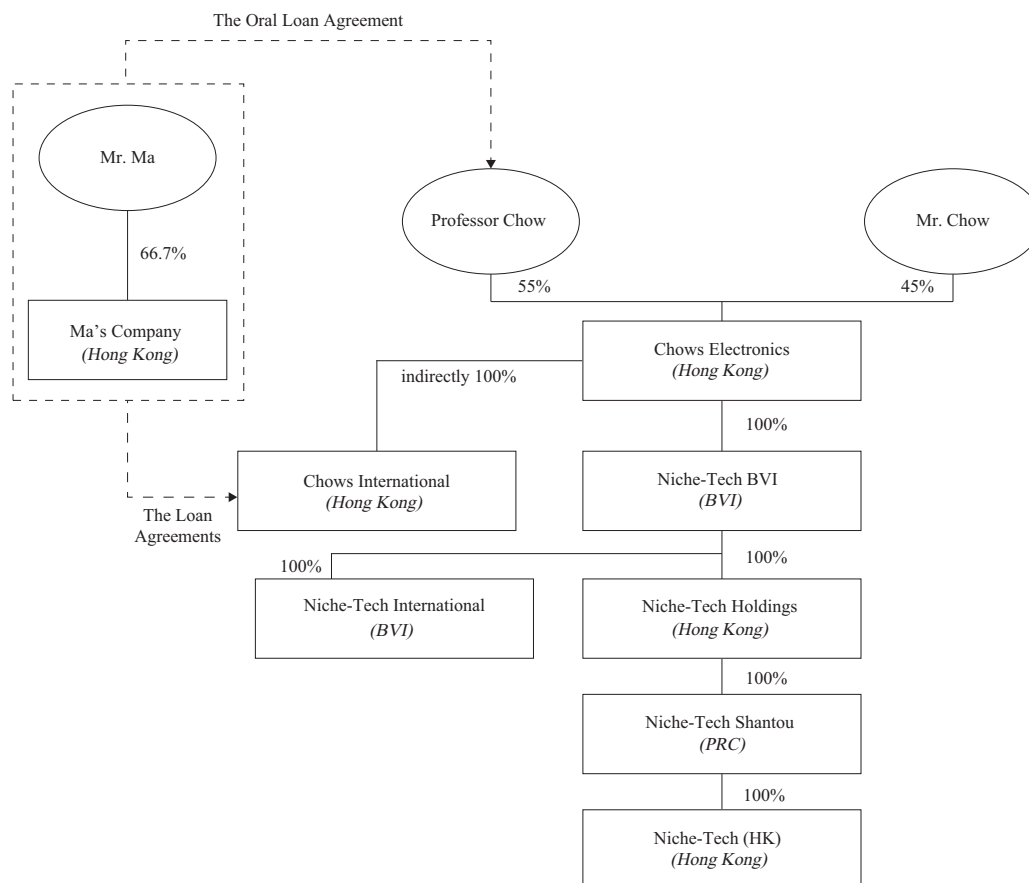 The Oral Loan Agreement
Mr. Ma
Professor Chow
Mr. Chow
66.7%
55%
45%
Ma’s Company
(Hong Kong)
Chows Electronics
(Hong Kong)
indirectly 100%
100%
Chows International
(Hong Kong)
Niche-Tech BVI
(BVI)
The Loan
Agreements
100%
100%
Niche-Tech International
(BVI)
Niche-Tech Holdings
(Hong Kong)
100%
Niche-Tech Shantou
(PRC)
100%
Niche-Tech (HK)
(Hong Kong)